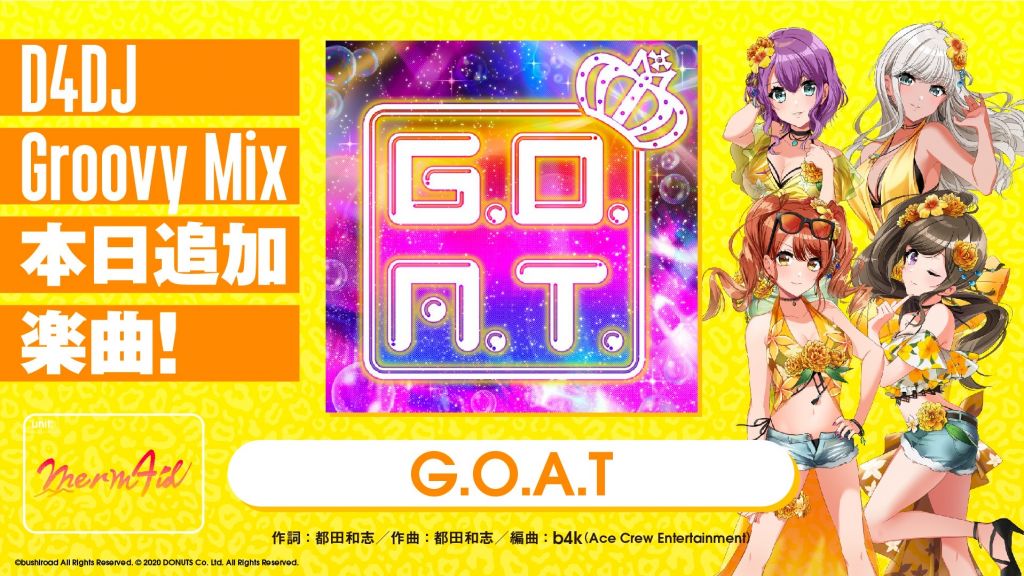 D4DJ
Groovy Mix
本日追加
楽曲!
G.O.
A.T.
unit
mermAid
G.O.A.T
作詞：都田和志／作曲：都田和志／編曲：b4k(Ace Crew Entertainment)
©bushiroad All Rights Reserved. © 2020 DONUTS Co. Ltd. All Rights Reserved.